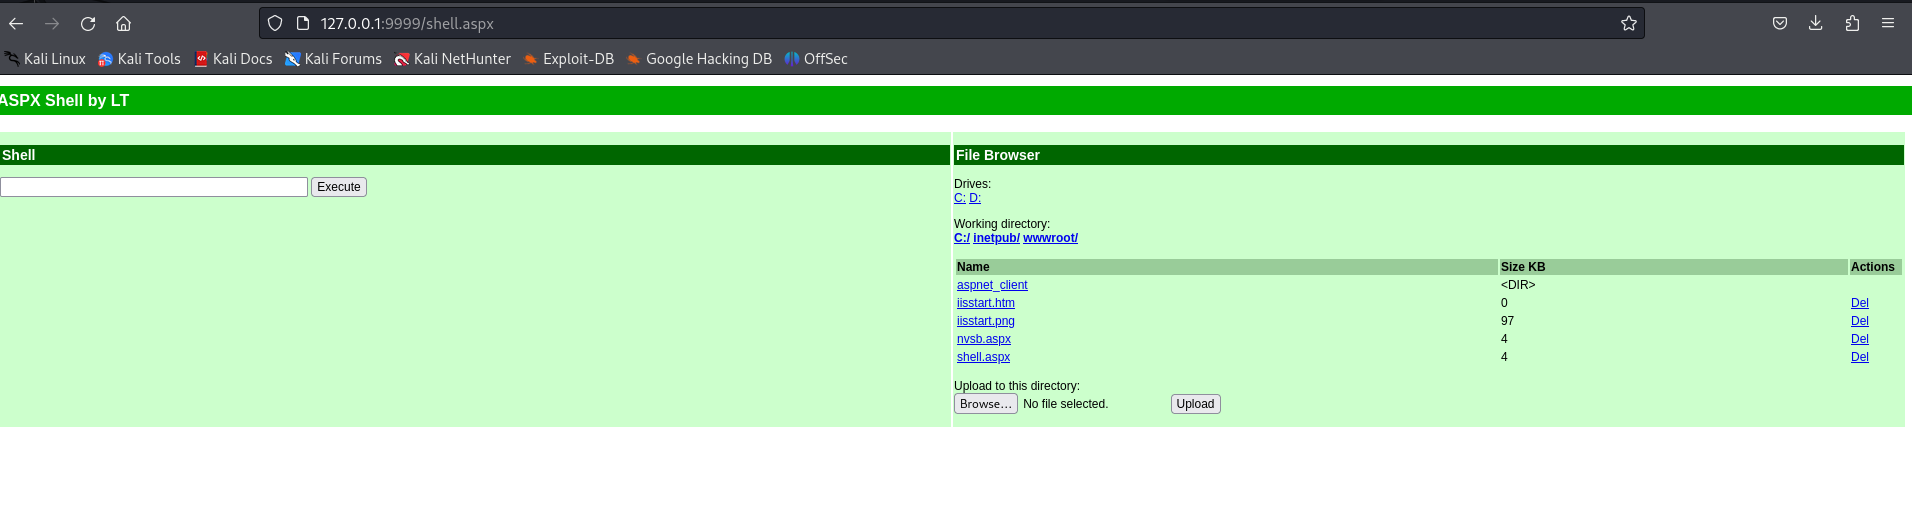 127.0.0.1:9999/shell.aspx
Kali Linux Kali Tools Kali Docs Kali Forums Kali NetHunter Exploit-DB Google Hacking DB OffSec
ASPX Shell by LT
Shell
Execute
File Browser
Drives:
C: D:
Working directory:
C:/ inetpub/ wwwroot/
Name Size KB Actions
aspnet_client <DIR>
iisstart.htm 0 Del
iisstart.png 97 Del
nvsb.aspx 4 Del
shell.aspx 4 Del
Upload to this directory:
Browse... No file selected. Upload